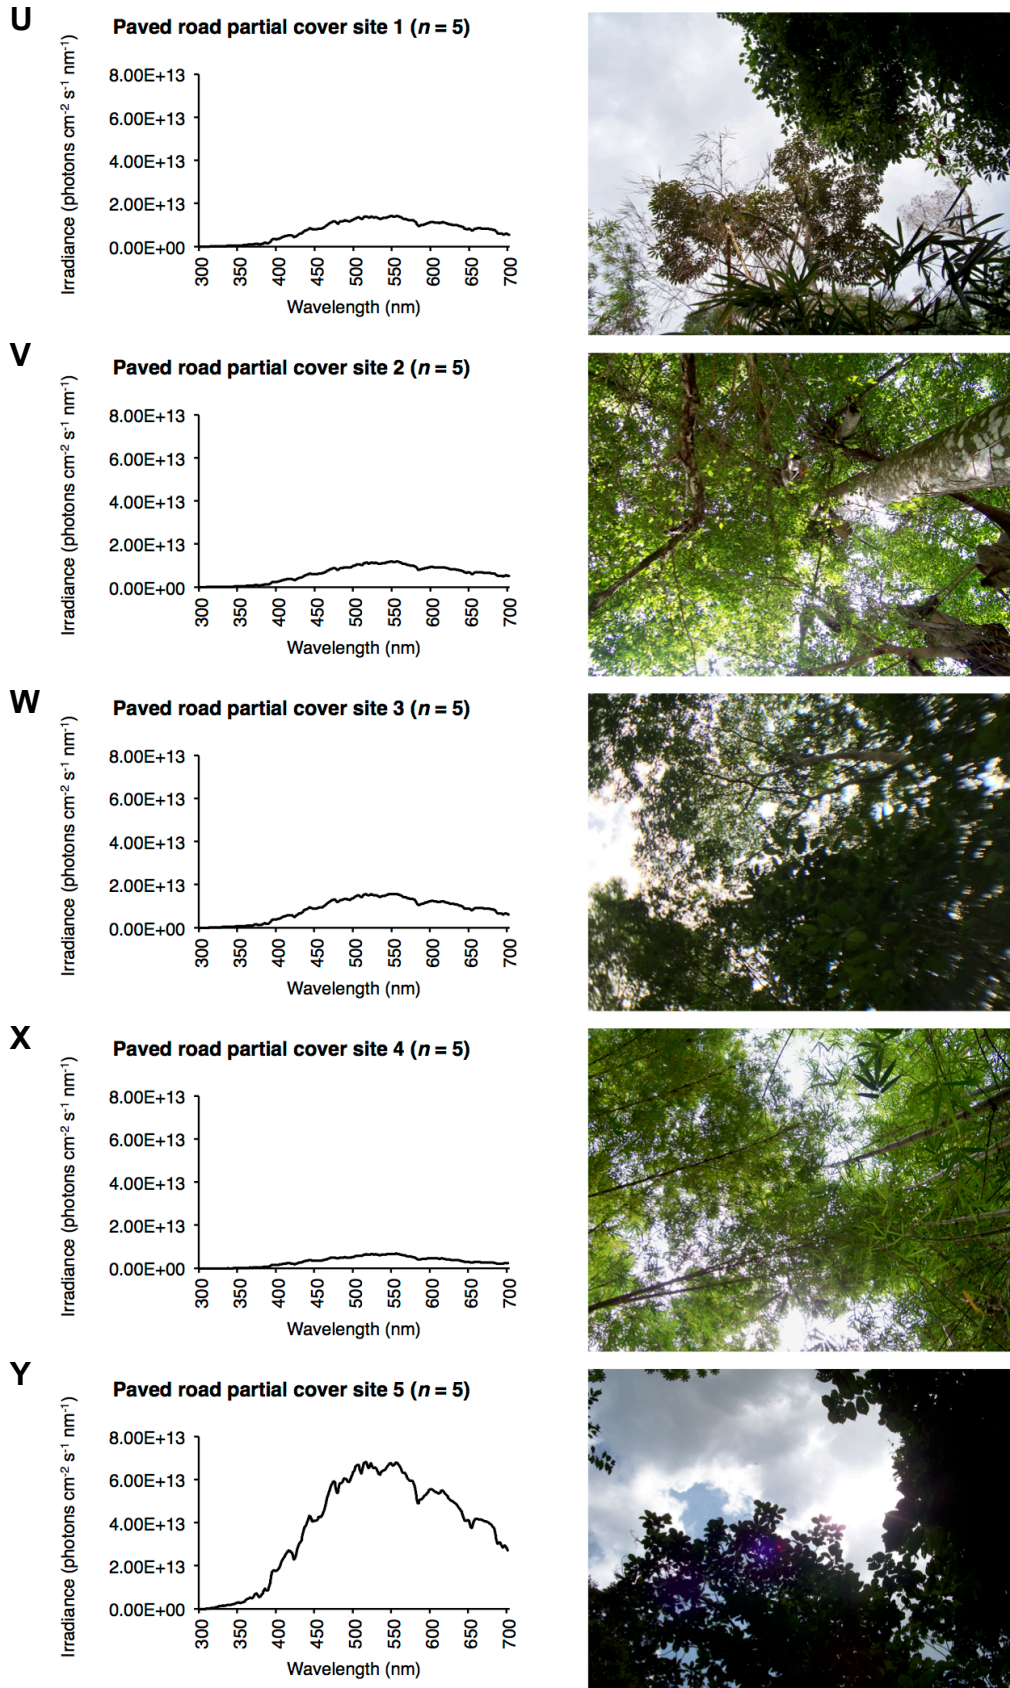 U
Paved road partial cover site 1 (n = 5)
Irradiance (photons cm-2 s-1 nm-1)
8.00E+13
6.00E+13
4.00E+13
2.00E+13
0.00E+00
300 350 400 450 500 550 600 650 700
Wavelength (nm)
V
Paved road partial cover site 2 (n = 5)
Irradiance (photons cm-2 s-1 nm-1)
8.00E+13
6.00E+13
4.00E+13
2.00E+13
0.00E+00
300 350 400 450 500 550 600 650 700
Wavelength (nm)
W
Paved road partial cover site 3 (n = 5)
Irradiance (photons cm-2 s-1 nm-1)
8.00E+13
6.00E+13
4.00E+13
2.00E+13
0.00E+00
300 350 400 450 500 550 600 650 700
Wavelength (nm)
X
Paved road partial cover site 4 (n = 5)
Irradiance (photons cm-2 s-1 nm-1)
8.00E+13
6.00E+13
4.00E+13
2.00E+13
0.00E+00
300 350 400 450 500 550 600 650 700
Wavelength (nm)
Y
Paved road partial cover site 5 (n = 5)
Irradiance (photons cm-2 s-1 nm-1)
8.00E+13
6.00E+13
4.00E+13
2.00E+13
0.00E+00
300 350 400 450 500 550 600 650 700
Wavelength (nm)